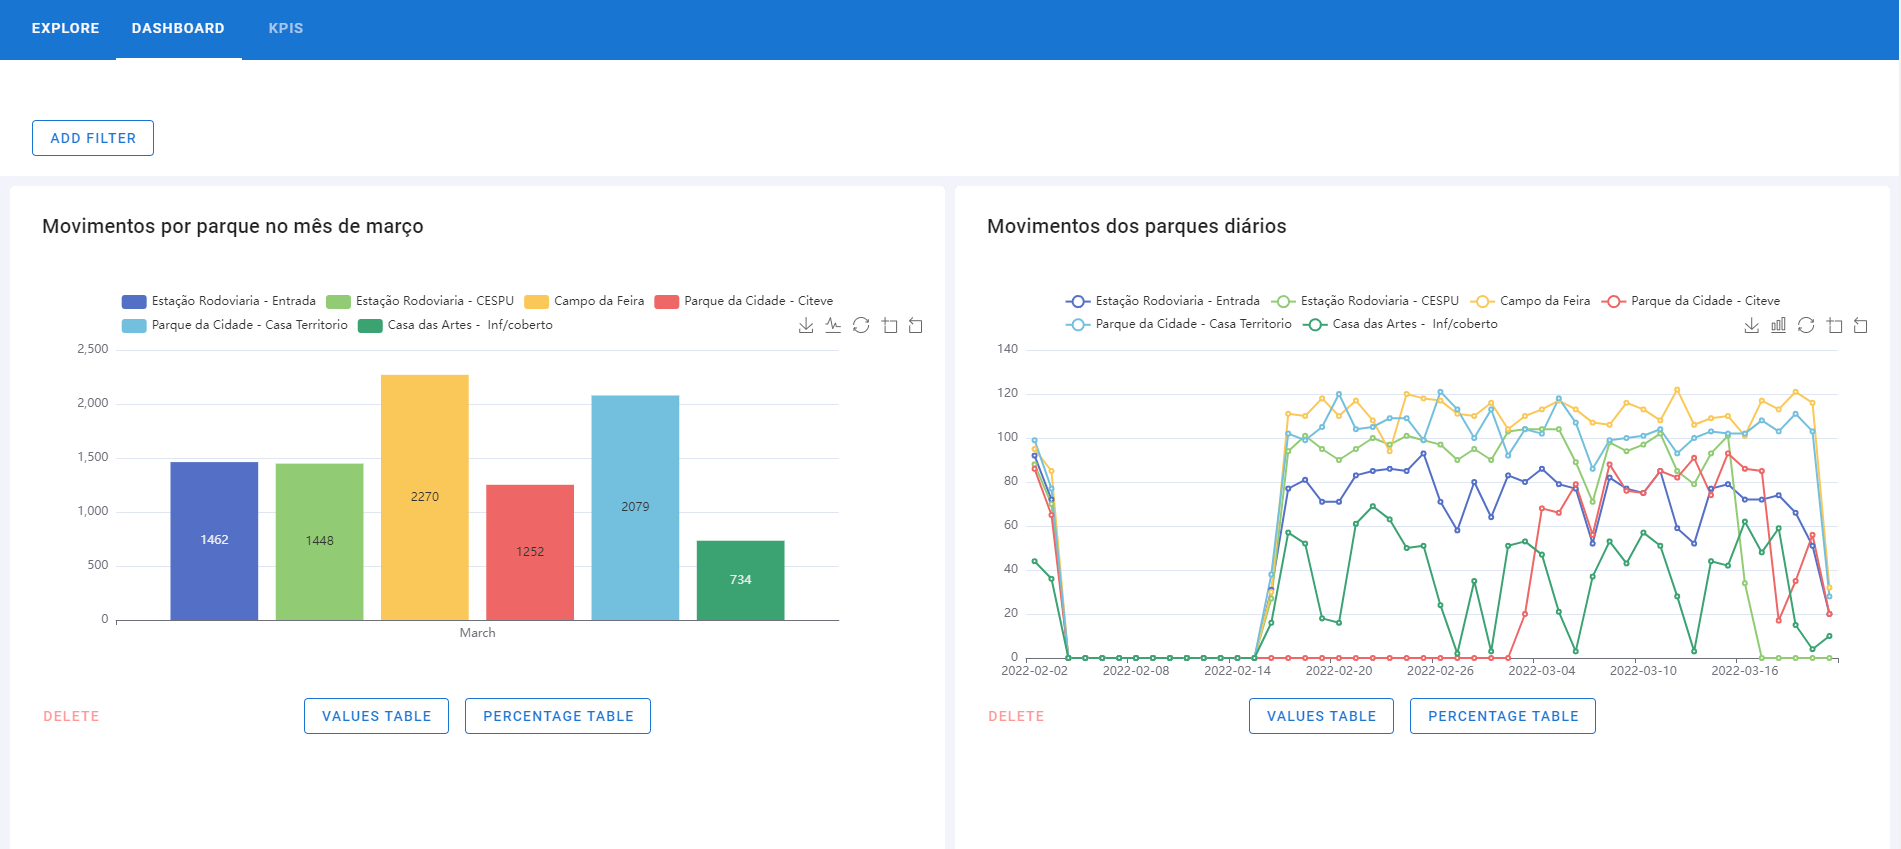 EXPLORE DASHBOARD KPIS
ADD FILTER
Movimentos por parque no mês de março
Estação Rodoviaria - Entrada Estação Rodoviaria - CESPU Campo da Feira Parque da Cidade - Citeve
Parque da Cidade - Casa Territorio Casa das Artes - Inf/coberto
2,500
2,000
1,500
1,000
500
0
1462
1448
2270
1252
2079
734
March
DELETE VALUES TABLE PERCENTAGE TABLE
Movimentos dos parques diários
Estação Rodoviaria - Entrada Estação Rodoviaria - CESPU Campo da Feira Parque da Cidade - Citeve
Parque da Cidade - Casa Territorio Casa das Artes - Inf/coberto
140
120
100
80
60
40
20
0
2022-02-02 2022-02-08 2022-02-14 2022-02-20 2022-02-26 2022-03-04 2022-03-10 2022-03-16
DELETE VALUES TABLE PERCENTAGE TABLE